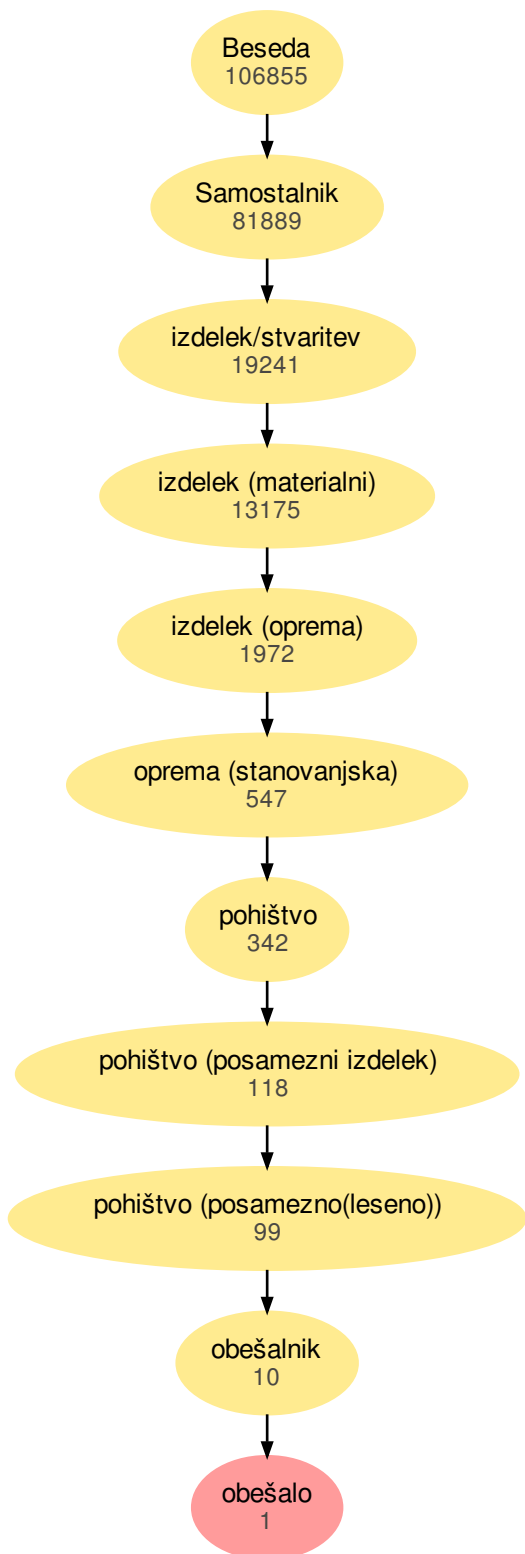 Beseda
106855
Samostalnik
81889
izdelek/stvaritev
19241
izdelek (materialni)
13175
izdelek (oprema)
1972
oprema (stanovanjska)
547
pohištvo
342
pohištvo (posamezni izdelek)
118
pohištvo (posamezno(leseno))
99
obešalnik
10
obešalo
1